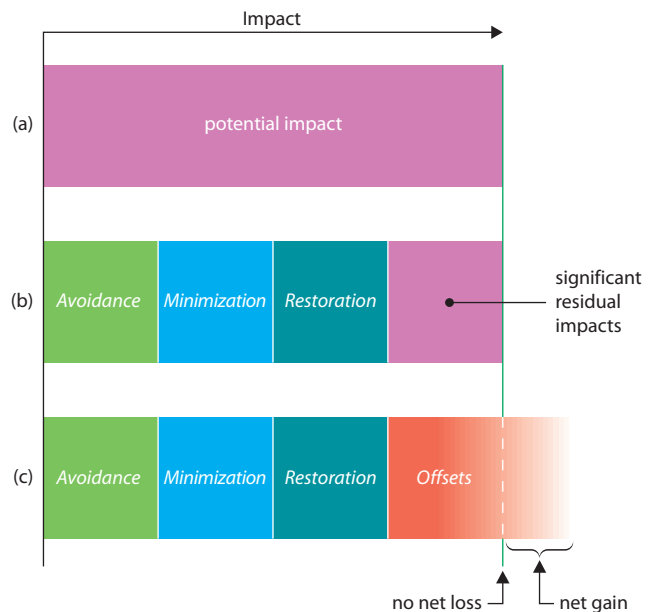 Impact
(a)
potential impact
(b)
Avoidance
Minimization
Restoration
significant
residual
impacts
(c)
Avoidance
Minimization
Restoration
Offsets
no net loss
net gain